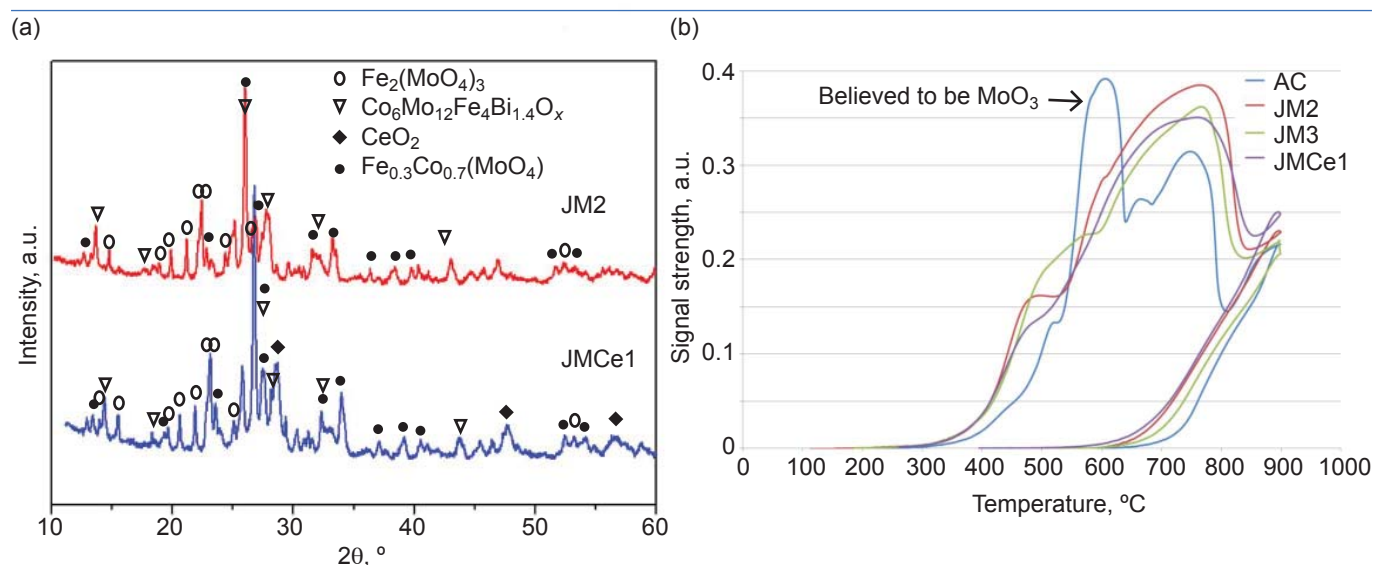 (a)
Fe2(MoO4)3
Co6Mo12Fe4Bi1.4Ox
CeO2
Fe0.3Co0.7(MoO4)
JM2
JMCe1
Intensity, a.u.
10 20 30 40 50 60
2θ, º
(b)
Believed to be MoO3
AC
JM2
JM3
JMCe1
Signal strength, a.u.
0.4
0.3
0.2
0.1
0
0 100 200 300 400 500 600 700 800 900 1000
Temperature, ºC